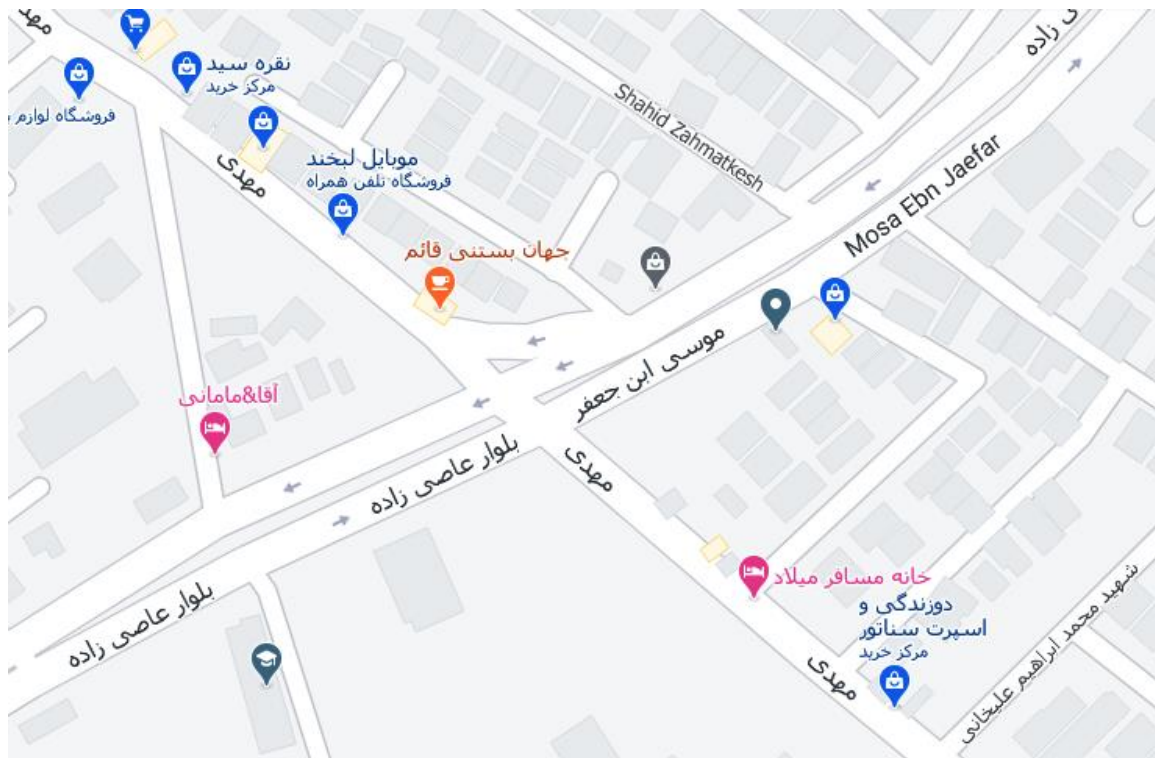 مهدی
نقره سید
مرکز خرید
فروشگاه لوازم
موبایل لبخند
فروشگاه تلفن همراه
مهدی
Shahid Zahmatkesh
زاده
Mosa Ebn Jaefar
جهان بستنی قائم
موسی ابن جعفر
آقا&مامانی
بلوار عاصی زاده
مهدی
خانه مسافر میلاد
دوزندگی و
اسپرت سناتور
مرکز خرید
بلوار عاصی زاده
مهدی
شهید محمد ابراهیم علیخانی